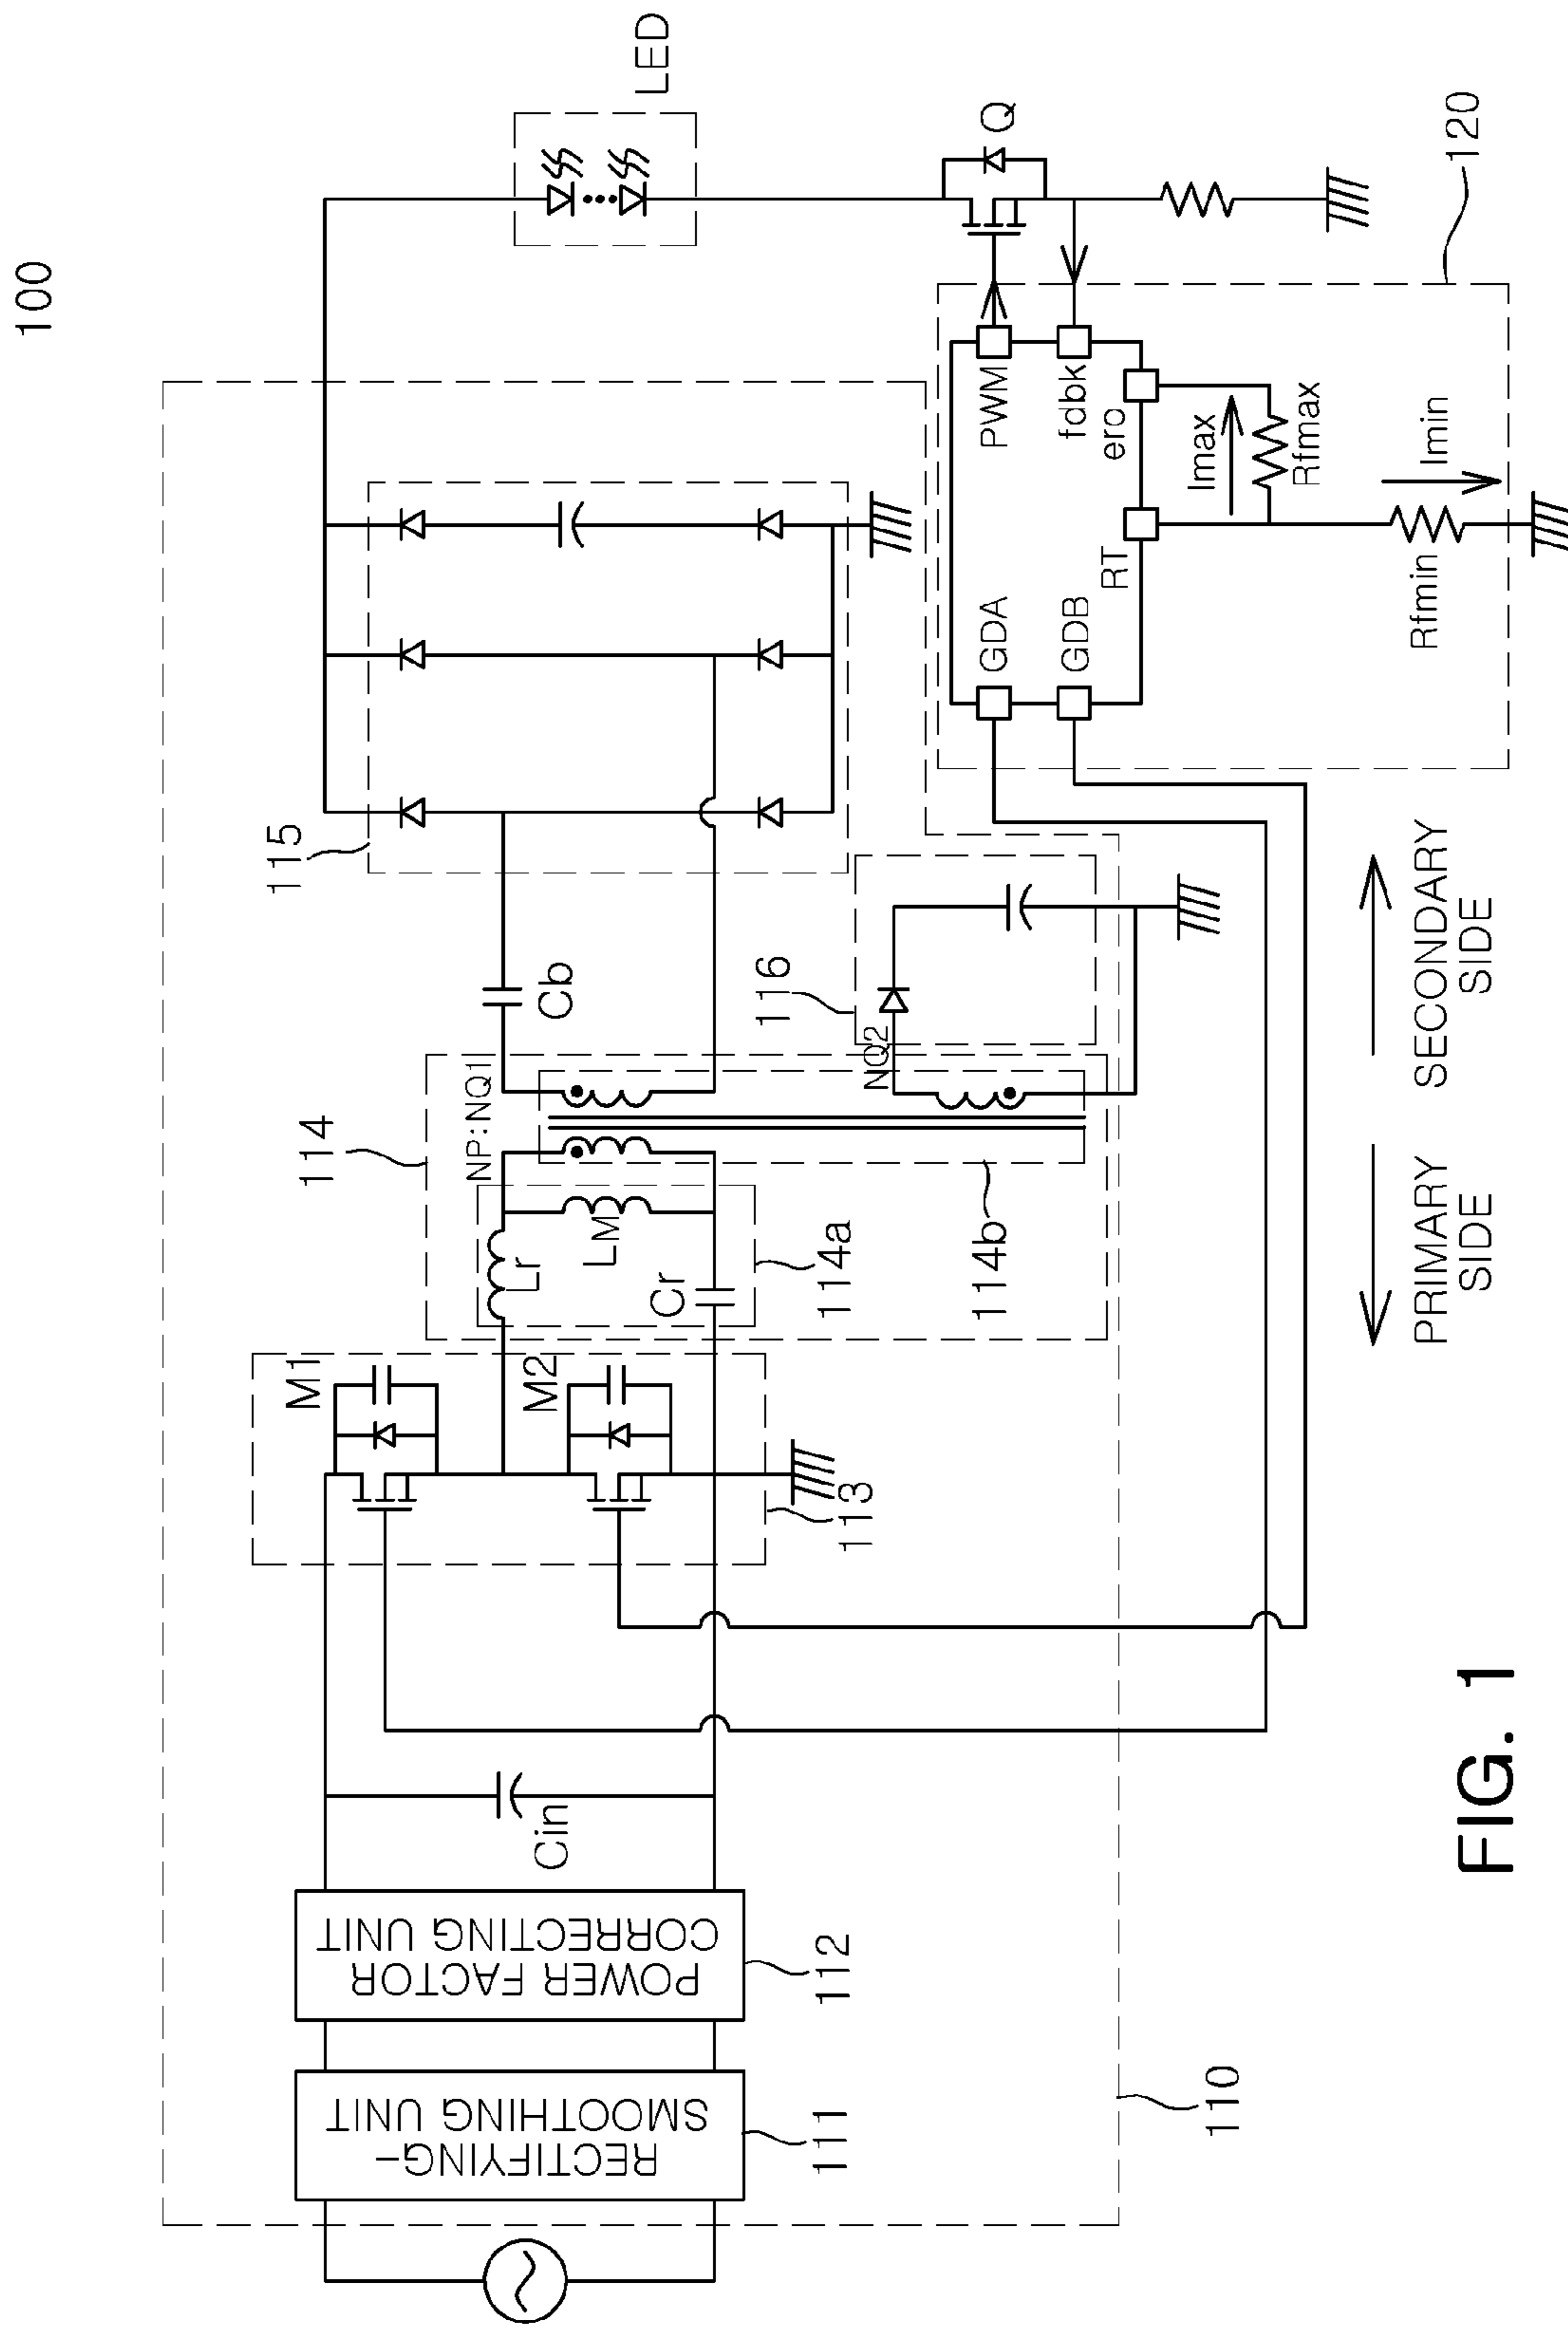 100
LED
115
Cb
114
NP:NQ1
NQ2
116
Lr
LM
Cr
114a
114b
M1
M2
113
Cin
POWER FACTOR
CORRECTING UNIT
112
RECTIFYING-
SMOOTHING UNIT
111
110
Q
PWM
fdbk
ero
GDA
GDB
RT
Imax
Rfmax
Imin
Rfmin
120
PRIMARY
SIDE
SECONDARY
SIDE
FIG. 1